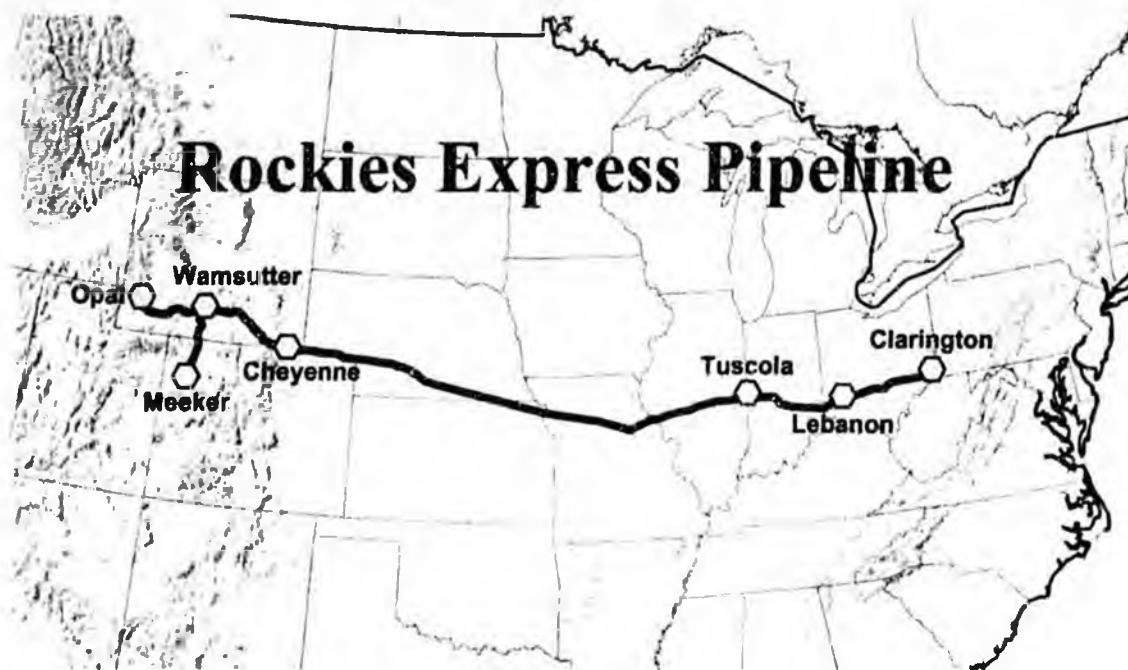 Rockies Express Pipeline
Wamsutter
Opal
Cheyenne
Meeker
Clarington
Tuscola
Lebanon